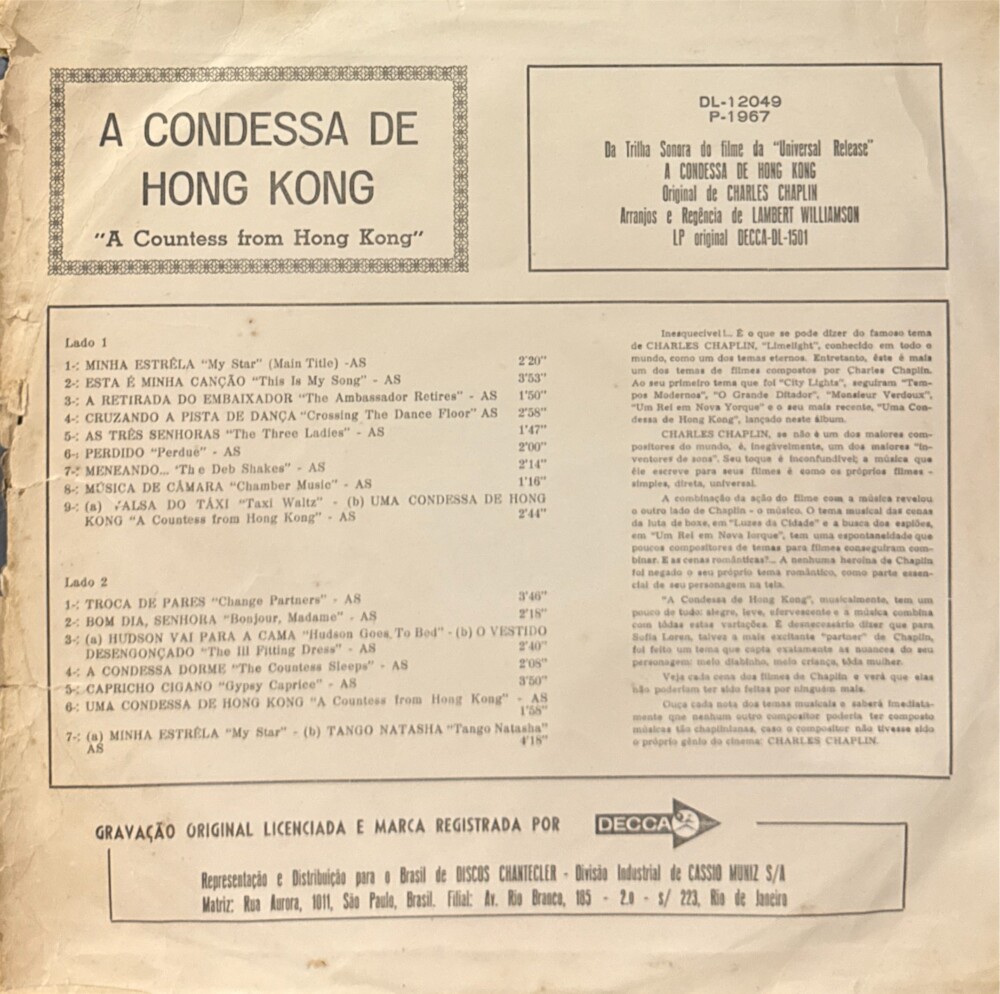 A CONDESSA DE
HONG KONG
"A Countess from Hong Kong"
DL-12049
P-1967
Da Trilha Sonora do filme da "Universal Release"
A CONDESSA DE HONG KONG
Original de CHARLES CHAPLIN
Arranjos e Regência de LAMBERT WILLIAMSON
LP original DECCA-DL-1501
Lado 1
1-: MINHA ESTRÊLA "My Star" (Main Title) -AS 2'20"
2-: ESTA É MINHA CANÇÃO "This Is My Song" - AS 3'53"
3-: A RETIRADA DO EMBAIXADOR "The Ambassador Retires" - AS 1'50"
4-: CRUZANDO A PISTA DE DANÇA "Crossing The Dance Floor" AS 2'58"
5-: AS TRÊS SENHORAS "The Three Ladies" - AS 1'47"
6-: PERDIDO "Perduë" - AS 2'00"
7-: MENEANDO... 'The Deb Shakes" - AS 2'14"
8-: MÚSICA DE CÂMARA "Chamber Music" - AS 1'16"
9-: (a) VALSA DO TÁXI "Taxi Waltz" - (b) UMA CONDESSA DE HONG
KONG "A Countess from Hong Kong" - AS 2'44"
Lado 2
1-: TROCA DE PARES "Change Partners" - AS 3'46"
2-: BOM DIA, SENHORA "Bonjour, Madame" - AS 2'18"
3-: (a) HUDSON VAI PARA A CAMA "Hudson Goes To Bed" - (b) O VESTIDO
DESENGONÇADO "The Ill Fitting Dress" - AS 2'40"
4-: A CONDESSA DORME "The Countess Sleeps" - AS 2'08"
5-: CAPRICHO CIGANO "Gypsy Caprice" - AS 3'50"
6-: UMA CONDESSA DE HONG KONG "A Countess from Hong Kong" - AS
1'58"
7-: (a) MINHA ESTRÊLA "My Star" - (b) TANGO NATASHA "Tango Natasha"
AS 4'18"
Inesquecível!.. É o que se pode dizer do famoso tema
de CHARLES CHAPLIN, "Limelight", conhecido em todo o
mundo, como um dos temas eternos. Entretanto, êste é mais
um dos temas de filmes compostos por Charles Chaplin.
Ao seu primeiro tema que foi "City Lights", seguiram "Tem-
pos Modernos", "O Grande Ditador", "Monsieur Verdoux",
"Um Rei em Nova Yorque" e o seu mais recente, "Uma Con-
dessa de Hong Kong", lançado neste álbum.
CHARLES CHAPLIN, se não é um dos maiores com-
positores do mundo, é, inegàvelmente, um dos maiores "in-
ventores de sons". Seu toque é inconfundível; a música que
êle escreve para seus filmes é como os próprios filmes -
simples, direta, universal.
A combinação da ação do filme com a música revelou
o outro lado de Chaplin - o músico. O tema musical das cenas
da luta de boxe, em "Luzes da Cidade" e a busca dos espiões,
em "Um Rei em Nova Iorque", tem uma espontaneidade que
poucos compositores de temas para filmes conseguiram com-
binar. E as cenas românticas?... A nenhuma heroína de Chaplin
foi negado o seu próprio tema romântico, como parte essen-
cial de seu personagem na tela.
"A Condessa de Hong Kong", musicalmente, tem um
pouco de tudo: alegre, leve, efervescente e a música combina
com tôdas estas variações. É desnecessário dizer que para
Sofia Loren, talvez a mais excitante "partner" de Chaplin,
foi feito um tema que capta exatamente as nuances do seu
personagem: meio diabinho, meio criança, tôda mulher.
Veja cada cena dos filmes de Chaplin e verá que elas
não poderiam ter sido feitas por ninguém mais.
Ouça cada nota dos temas musicais e saberá imediata-
mente que nenhum outro compositor poderia ter composto
músicas tão chaplinianas, caso o compositor não tivesse sido
o próprio gênio do cinema: CHARLES CHAPLIN.
GRAVAÇÃO ORIGINAL LICENCIADA E MARCA REGISTRADA POR DECCA
Representação e Distribuição para o Brasil de DISCOS CHANTECLER - Divisão Industrial de CASSIO MUNIZ S/A
Matriz: Rua Aurora, 1011, São Paulo, Brasil. Filial: Av. Rio Branco, 185 - 2.o - s/ 223, Rio de Janeiro